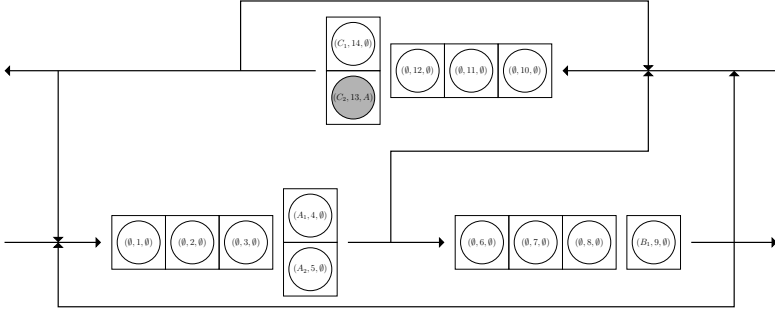 (C₁, 14, ∅)
(∅, 12, ∅) (∅, 11, ∅) (∅, 10, ∅)
(C₂, 13, A)
(A₁, 4, ∅)
(∅, 1, ∅) (∅, 2, ∅) (∅, 3, ∅) (∅, 6, ∅) (∅, 7, ∅) (∅, 8, ∅) (B₁, 9, ∅)
(A₂, 5, ∅)